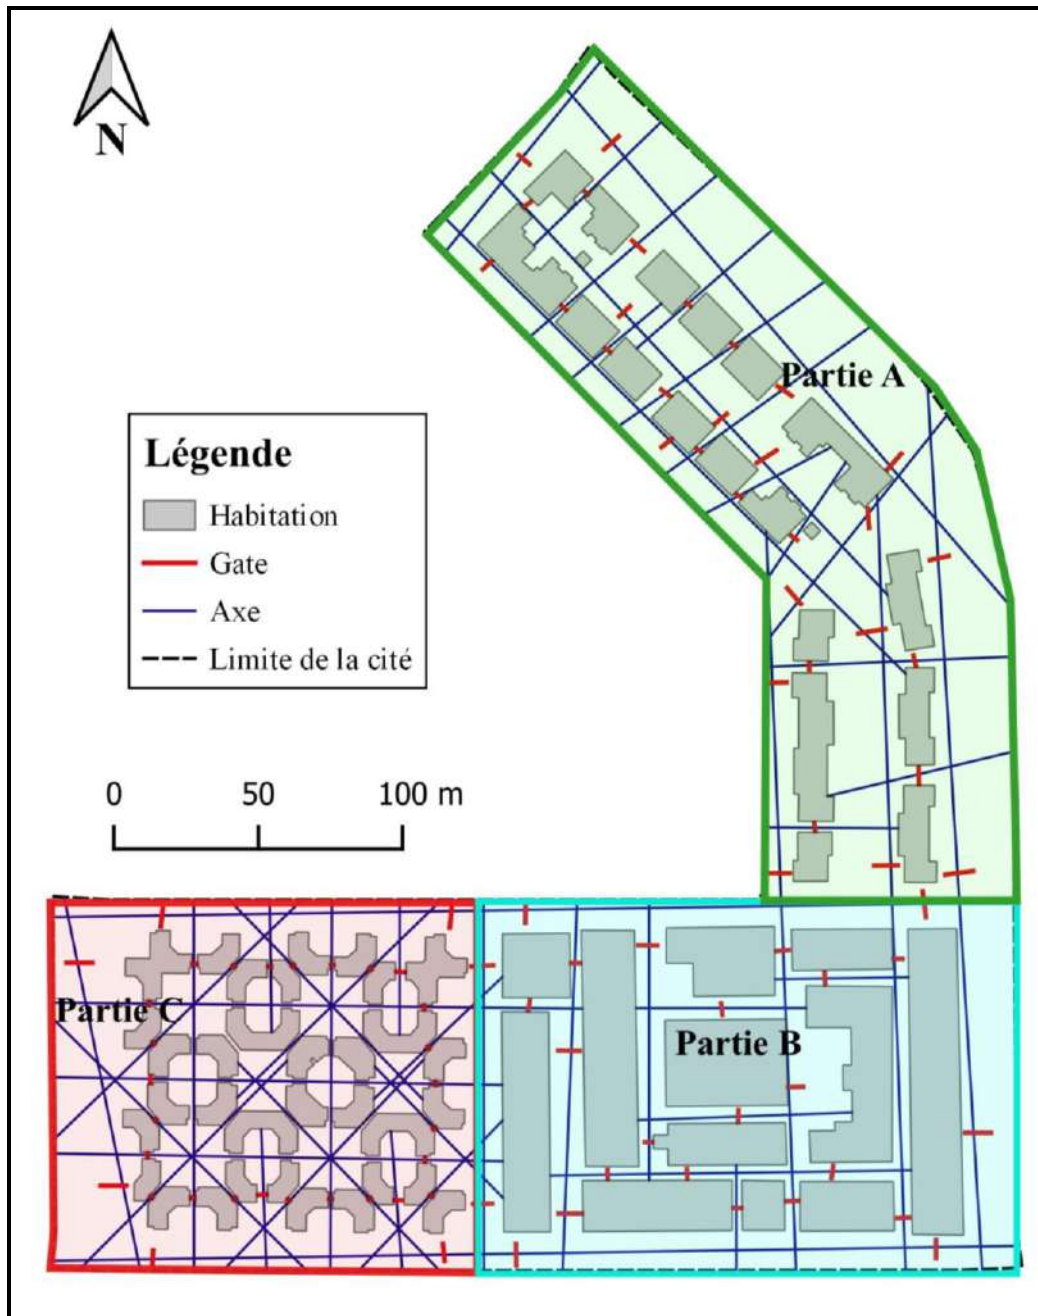 N
Partie A
Légende
Habitation
Gate
Axe
Limite de la cité
0 50 100 m
Partie C
Partie B